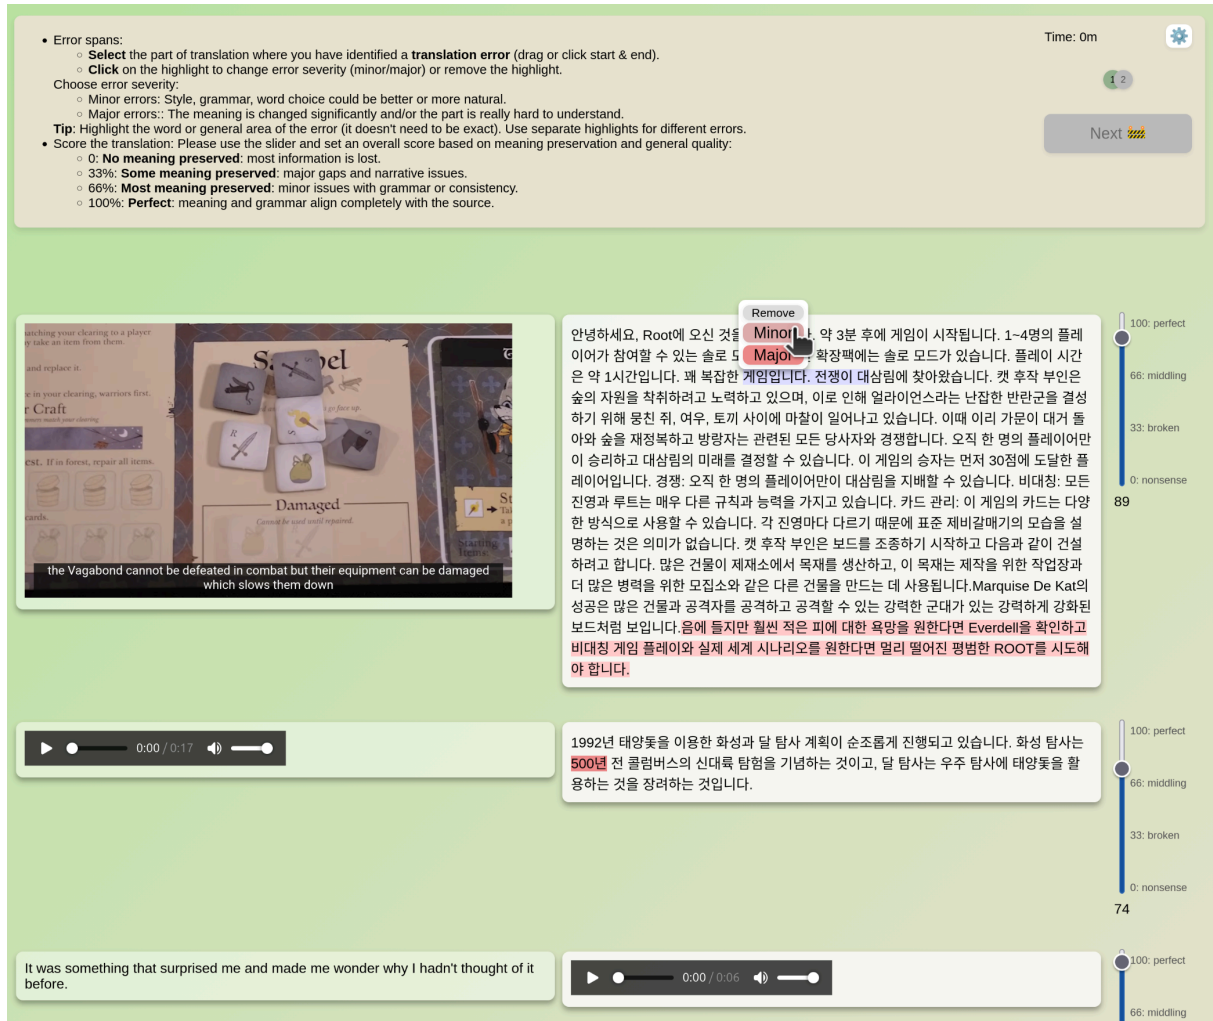 Error spans:
Select the part of translation where you have identified a translation error (drag or click start & end).
Click on the highlight to change error severity (minor/major) or remove the highlight.
Choose error severity:
Minor errors: Style, grammar, word choice could be better or more natural.
Major errors:: The meaning is changed significantly and/or the part is really hard to understand.
Tip: Highlight the word or general area of the error (it doesn't need to be exact). Use separate highlights for different errors.
Score the translation: Please use the slider and set an overall score based on meaning preservation and general quality:
0: No meaning preserved: most information is lost.
33%: Some meaning preserved: major gaps and narrative issues.
66%: Most meaning preserved: minor issues with grammar or consistency.
100%: Perfect: meaning and grammar align completely with the source.
Time: 0m
1 2
Next
atching your clearing to a player
y take an item from them.
and replace it.
e in your clearing, warriors first.
r Craft
est. If in forest, repair all items.
cards.
go face up.
R
S
S
Damaged
Cannot be used until repaired.
Starting
Items:
the Vagabond cannot be defeated in combat but their equipment can be damaged
which slows them down
Remove
Minor
Major
안녕하세요, Root에 오신 것을 . 약 3분 후에 게임이 시작됩니다. 1~4명의 플레
이어가 참여할 수 있는 솔로 모 확장팩에는 솔로 모드가 있습니다. 플레이 시간
은 약 1시간입니다. 꽤 복잡한 게임입니다. 전쟁이 대삼림에 찾아왔습니다. 캣 후작 부인은
숲의 자원을 착취하려고 노력하고 있으며, 이로 인해 얼라이언스라는 난잡한 반란군을 결성
하기 위해 뭉친 쥐, 여우, 토끼 사이에 마찰이 일어나고 있습니다. 이때 이리 가문이 대거 돌
아와 숲을 재정복하고 방랑자는 관련된 모든 당사자와 경쟁합니다. 오직 한 명의 플레이어만
이 승리하고 대삼림의 미래를 결정할 수 있습니다. 이 게임의 승자는 먼저 30점에 도달한 플
레이어입니다. 경쟁: 오직 한 명의 플레이어만이 대삼림을 지배할 수 있습니다. 비대칭: 모든
진영과 루트는 매우 다른 규칙과 능력을 가지고 있습니다. 카드 관리: 이 게임의 카드는 다양
한 방식으로 사용할 수 있습니다. 각 진영마다 다르기 때문에 표준 제비갈매기의 모습을 설
명하는 것은 의미가 없습니다. 캣 후작 부인은 보드를 조종하기 시작하고 다음과 같이 건설
하려고 합니다. 많은 건물이 제재소에서 목재를 생산하고, 이 목재는 제작을 위한 작업장과
더 많은 병력을 위한 모집소와 같은 다른 건물을 만드는 데 사용됩니다.Marquise De Kat의
성공은 많은 건물과 공격자를 공격하고 공격할 수 있는 강력한 군대가 있는 강력하게 강화된
보드처럼 보입니다.음에 들지만 훨씬 적은 피에 대한 욕망을 원한다면 Everdell을 확인하고
비대칭 게임 플레이와 실제 세계 시나리오를 원한다면 멀리 떨어진 평범한 ROOT를 시도해
야 합니다.
100: perfect
66: middling
33: broken
0: nonsense
89
0:00 / 0:17
1992년 태양돛을 이용한 화성과 달 탐사 계획이 순조롭게 진행되고 있습니다. 화성 탐사는
500년 전 콜럼버스의 신대륙 탐험을 기념하는 것이고, 달 탐사는 우주 탐사에 태양돛을 활
용하는 것을 장려하는 것입니다.
100: perfect
66: middling
33: broken
0: nonsense
74
It was something that surprised me and made me wonder why I hadn't thought of it
before.
0:00 / 0:06
100: perfect
66: middling